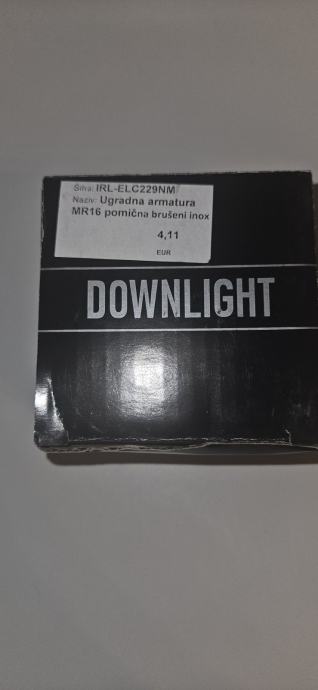 Šifra: IRL-ELC229NM
Naziv: Ugradna armatura
MR16 pomična brušeni inox
4,11
EUR
DOWNLIGHT